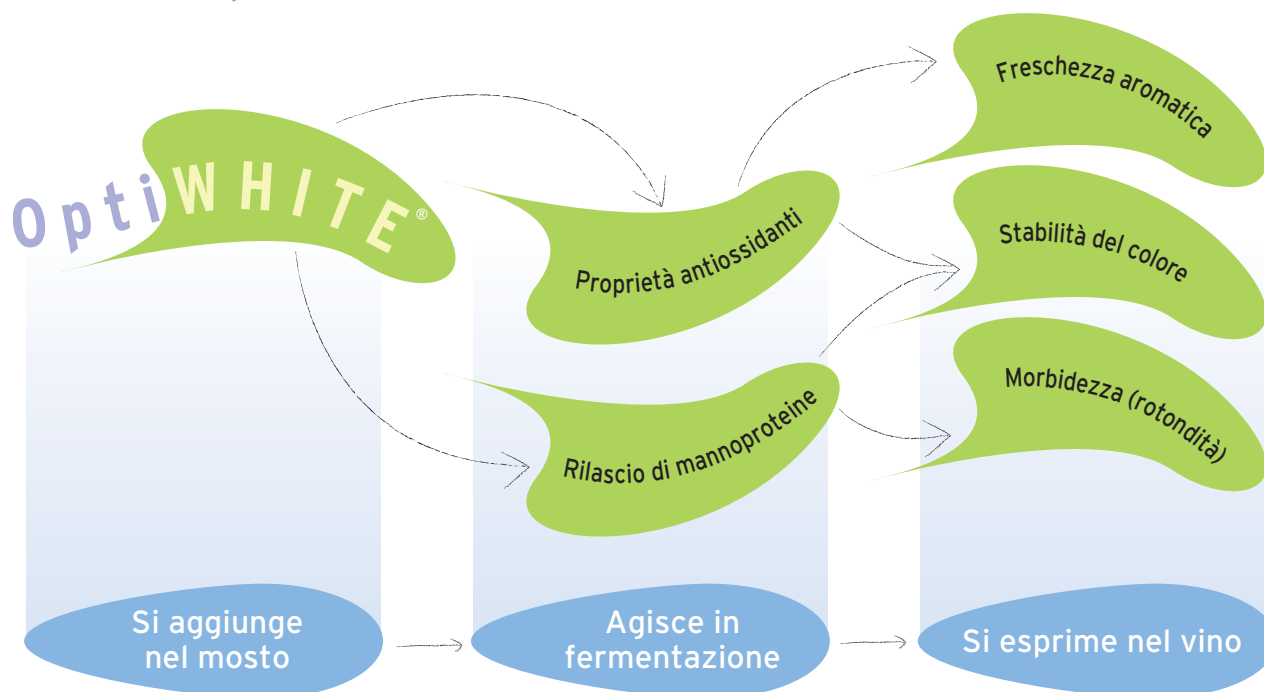 OptiWHITE®
Proprietà antiossidanti
Rilascio di mannoproteine
Freschezza aromatica
Stabilità del colore
Morbidezza (rotondità)
Si aggiunge
nel mosto
Agisce in
fermentazione
Si esprime nel vino